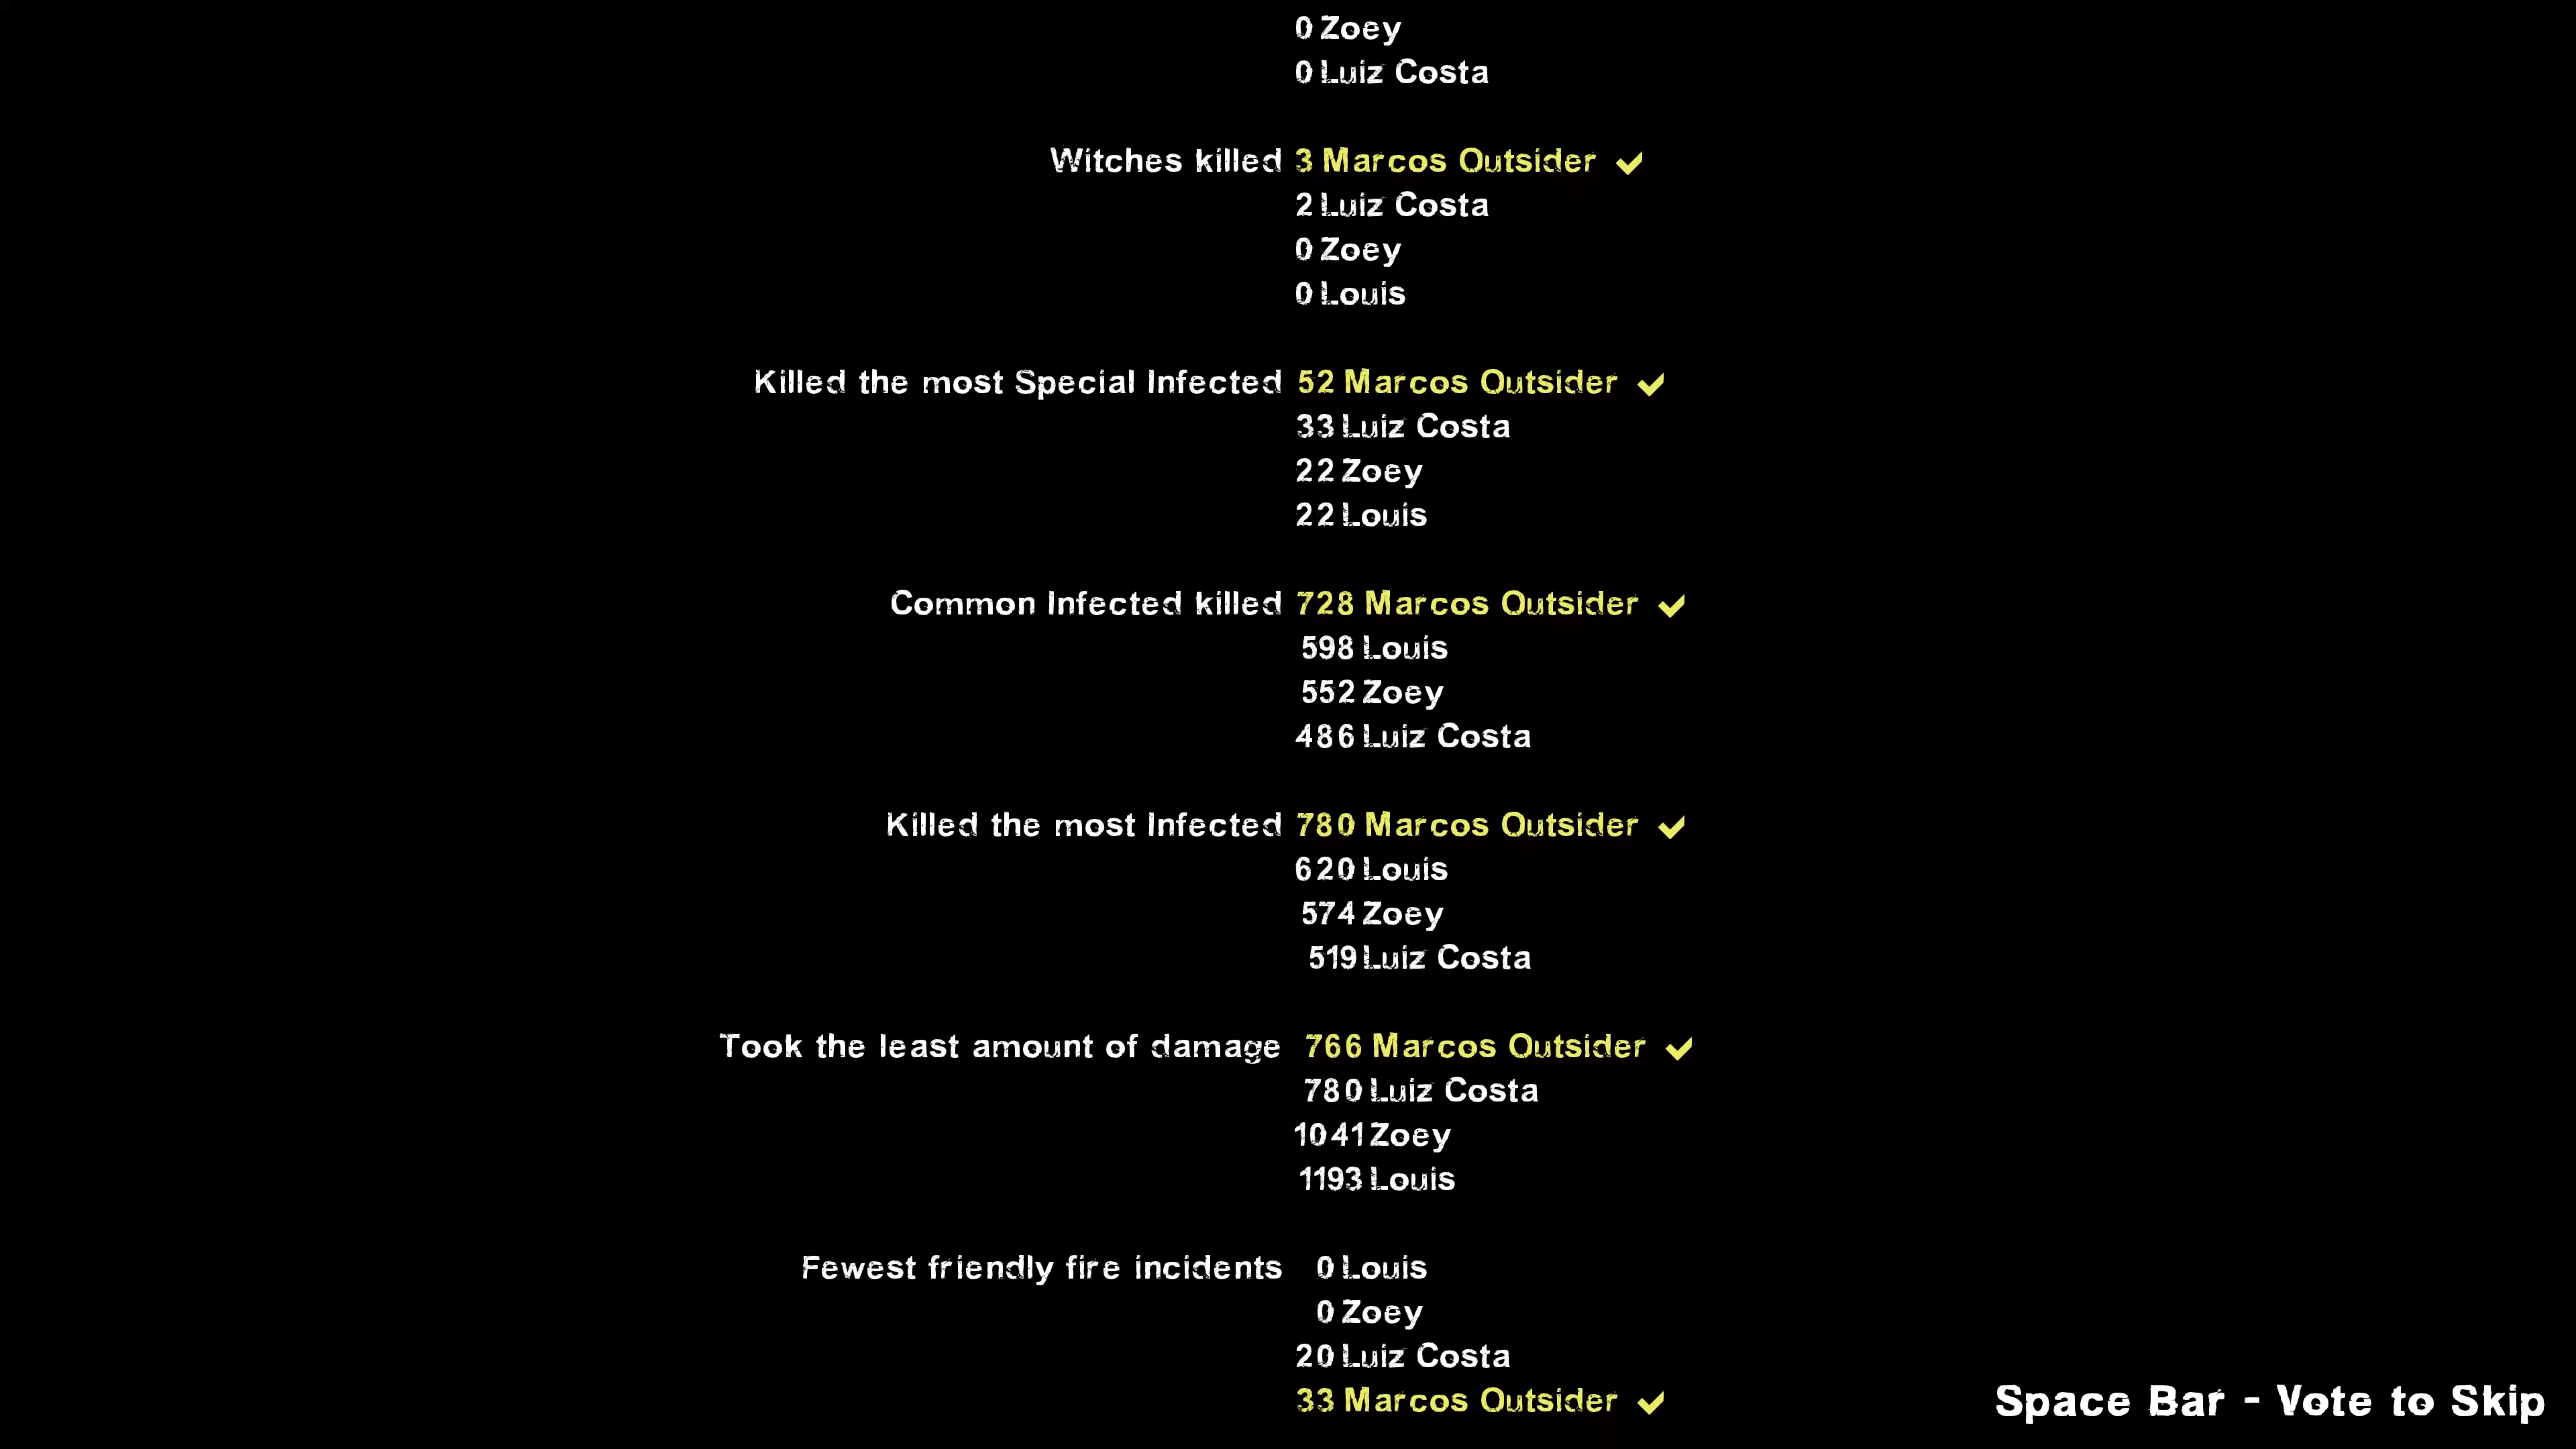 0 Zoey
0 Luiz Costa
Witches killed 3 Marcos Outsider ✓
2 Luiz Costa
0 Zoey
0 Louis
Killed the most Special Infected 52 Marcos Outsider ✓
33 Luiz Costa
22 Zoey
22 Louis
Common Infected killed 728 Marcos Outsider ✓
598 Louis
552 Zoey
486 Luiz Costa
Killed the most Infected 780 Marcos Outsider ✓
620 Louis
574 Zoey
519 Luiz Costa
Took the least amount of damage 766 Marcos Outsider ✓
780 Luiz Costa
1041 Zoey
1193 Louis
Fewest friendly fire incidents 0 Louis
0 Zoey
20 Luiz Costa
33 Marcos Outsider ✓
Space Bar - Vote to Skip